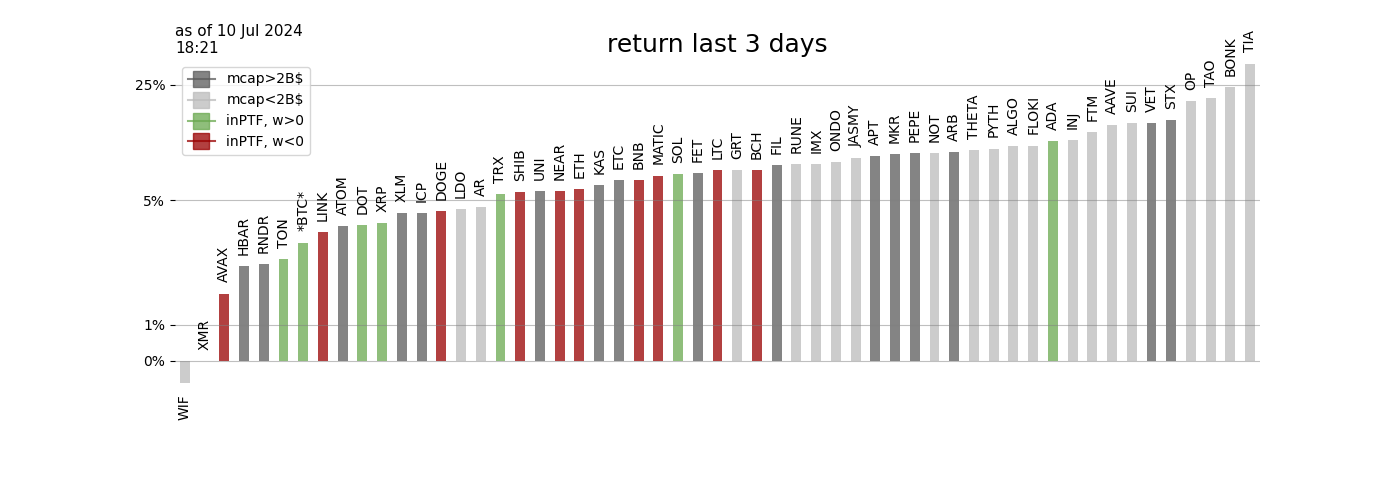 as of 10 Jul 2024
18:21
return last 3 days
mcap>2B$
mcap<2B$
inPTF, w>0
inPTF, w<0
25%
5%
1%
0%
WIF
XMR
AVAX
HBAR
RNDR
TON
*BTC*
LINK
ATOM
DOT
XRP
XLM
ICP
DOGE
LDO
AR
TRX
SHIB
UNI
NEAR
ETH
KAS
ETC
BNB
MATIC
SOL
FET
LTC
GRT
BCH
FIL
RUNE
IMX
ONDO
JASMY
APT
MKR
PEPE
NOT
ARB
THETA
PYTH
ALGO
FLOKI
ADA
INJ
FTM
AAVE
SUI
VET
STX
OP
TAO
BONK
TIA